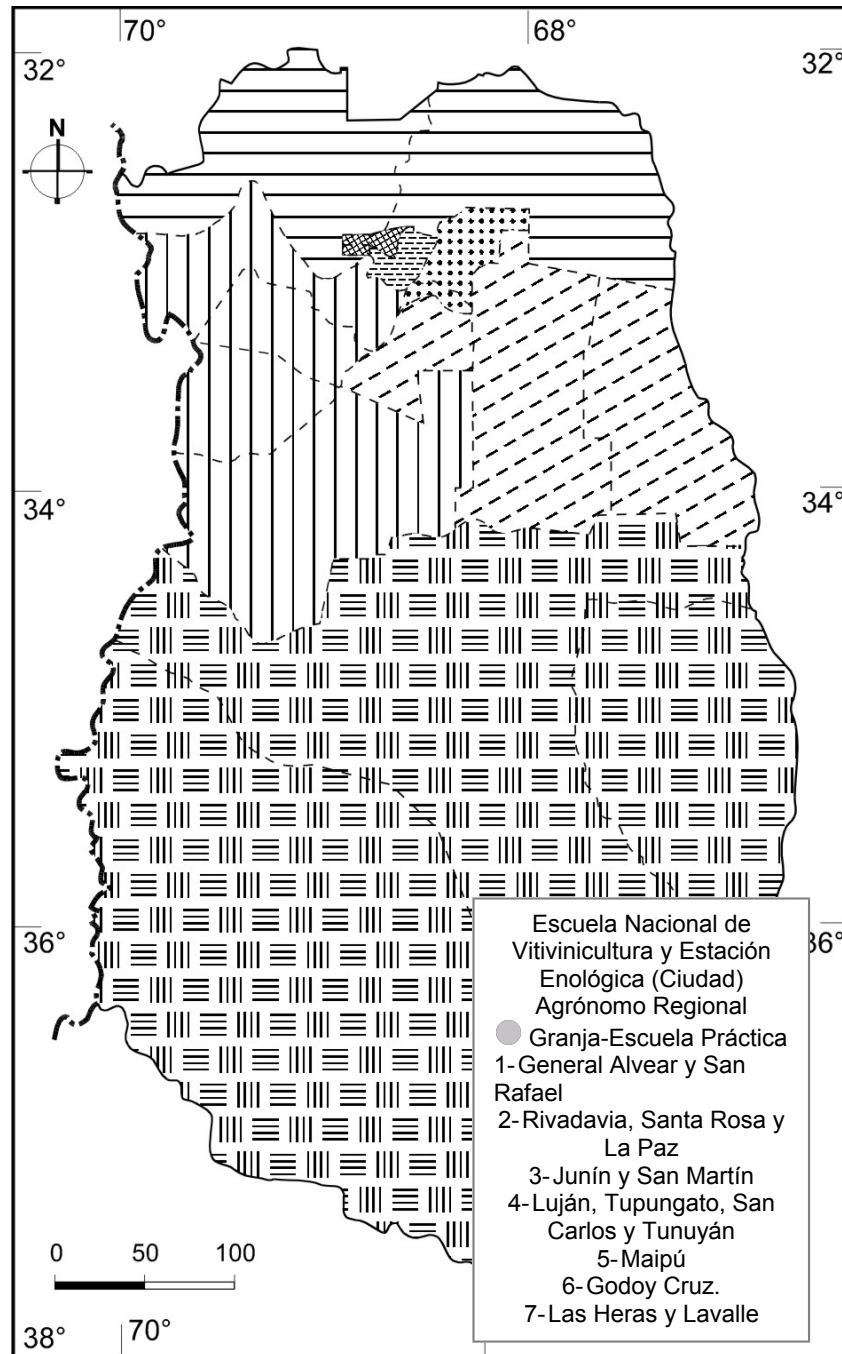 70°
68°
32°
32°
N
34°
34°
36°
36°
Escuela Nacional de
Vitivinicultura y Estación
Enológica (Ciudad)
Agrónomo Regional
Granja-Escuela Práctica
1-General Alvear y San
Rafael
2-Rivadavia, Santa Rosa y
La Paz
3-Junín y San Martín
4-Luján, Tupungato, San
Carlos y Tunuyán
5-Maipú
6-Godoy Cruz.
7-Las Heras y Lavalle
0 50 100
38°
70°